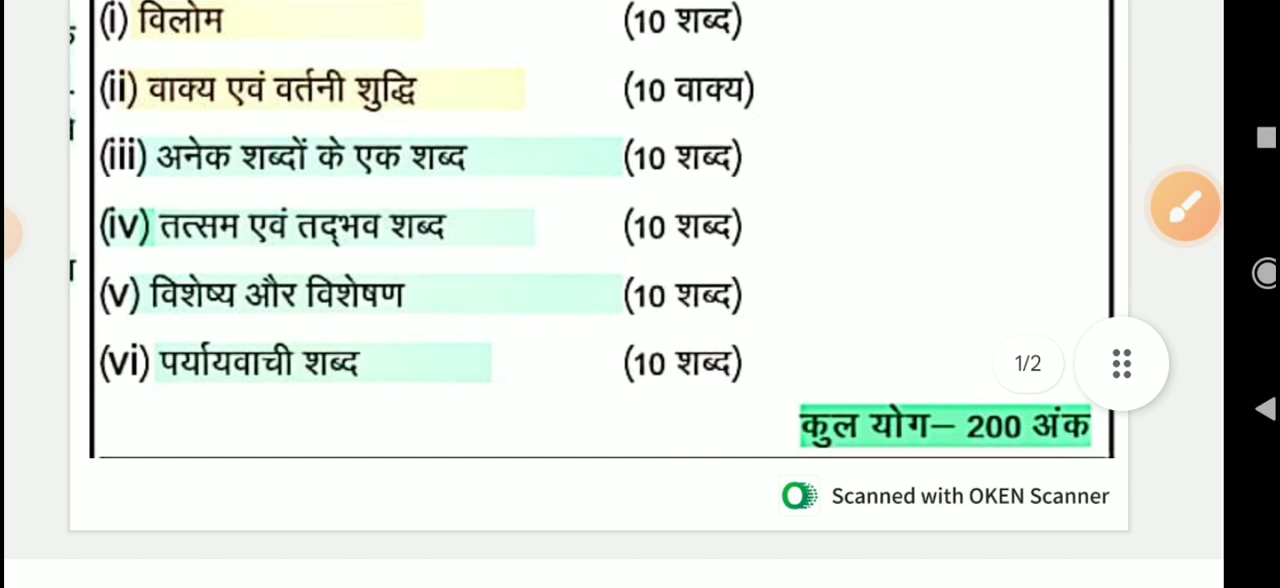 (i) विलोम (10 शब्द)
(ii) वाक्य एवं वर्तनी शुद्धि (10 वाक्य)
(iii) अनेक शब्दों के एक शब्द (10 शब्द)
(iv) तत्सम एवं तद्भव शब्द (10 शब्द)
(v) विशेष्य और विशेषण (10 शब्द)
(vi) पर्यायवाची शब्द (10 शब्द)
1/2
कुल योग– 200 अंक
Scanned with OKEN Scanner